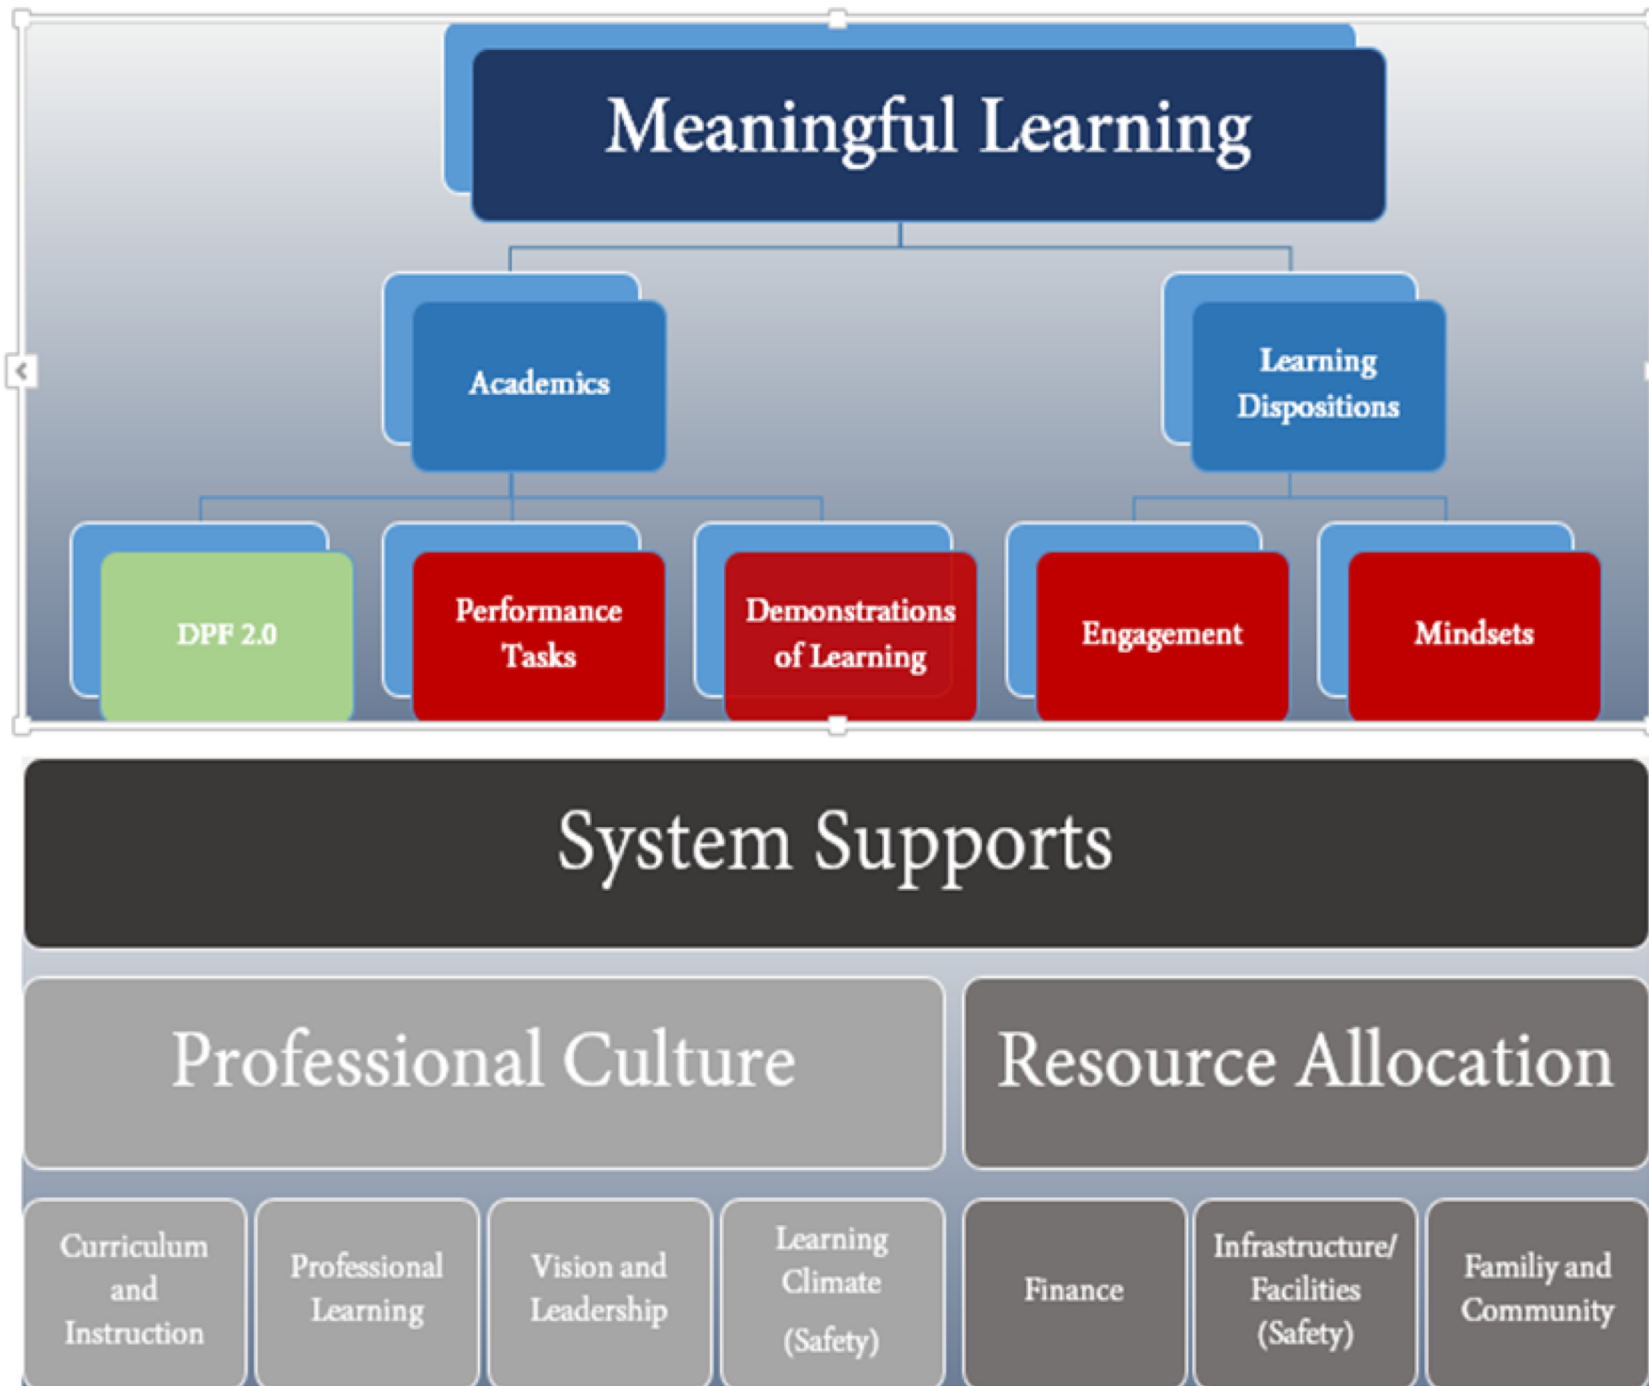 Meaningful Learning
Academics
Learning
Dispositions
DPF 2.0
Performance
Tasks
Demonstrations
of Learning
Engagement
Mindsets
System Supports
Professional Culture
Resource Allocation
Curriculum
and
Instruction
Professional
Learning
Vision and
Leadership
Learning
Climate
(Safety)
Finance
Infrastructure/
Facilities
(Safety)
Familiy and
Community